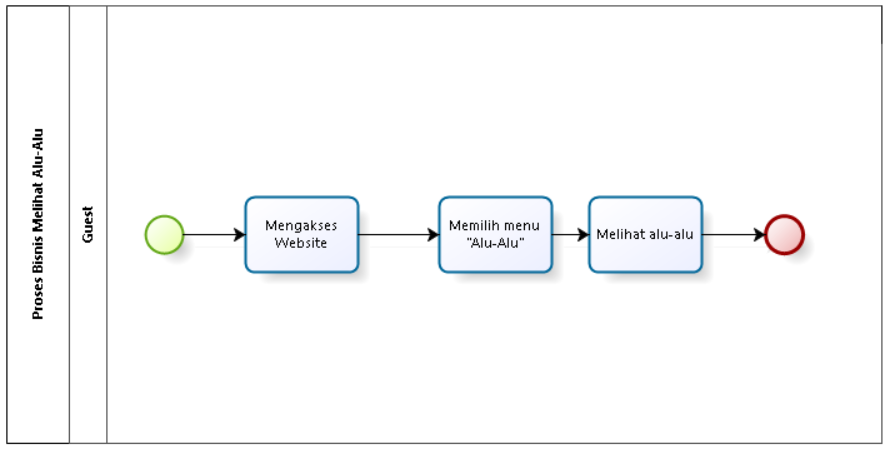 Proses Bisnis Melihat Alu-Alu
Guest
Mengakses
Website
Memilih menu
"Alu-Alu"
Melihat alu-alu